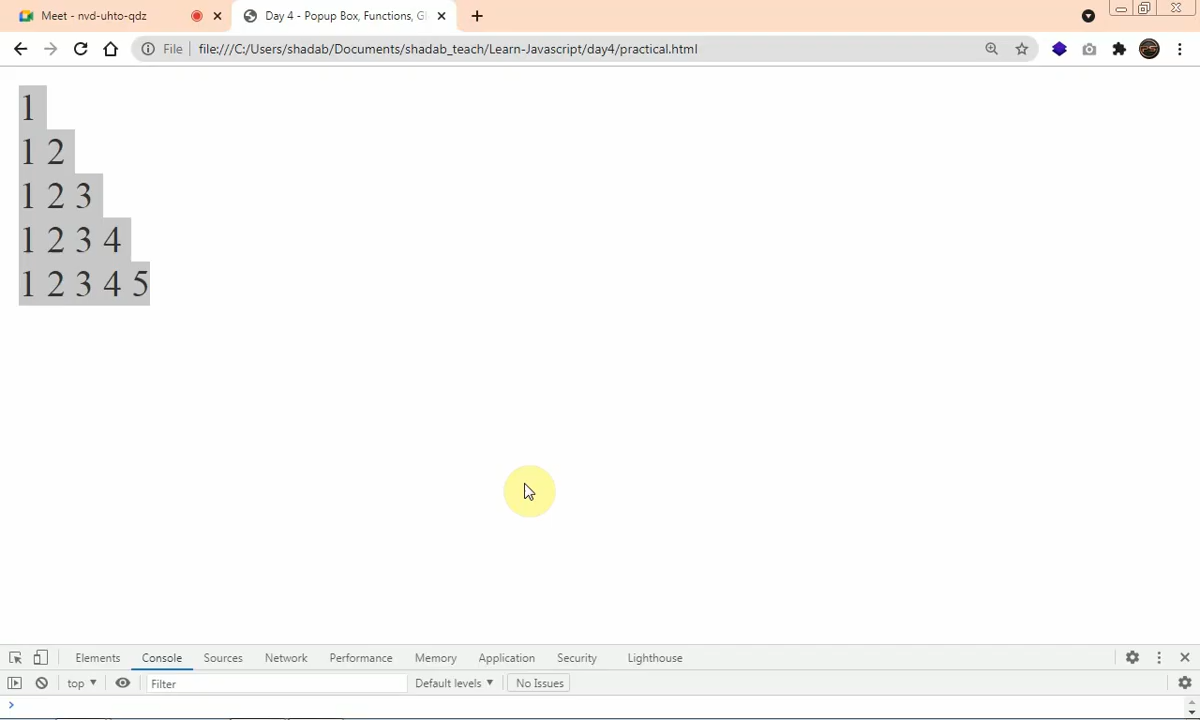 Meet - nvd-uhto-qdz
Day 4 - Popup Box, Functions, Gl
File
file:///C:/Users/shadab/Documents/shadab_teach/Learn-Javascript/day4/practical.html
1
1 2
1 2 3
1 2 3 4
1 2 3 4 5
Elements Console Sources Network Performance Memory Application Security Lighthouse
top Filter Default levels No Issues